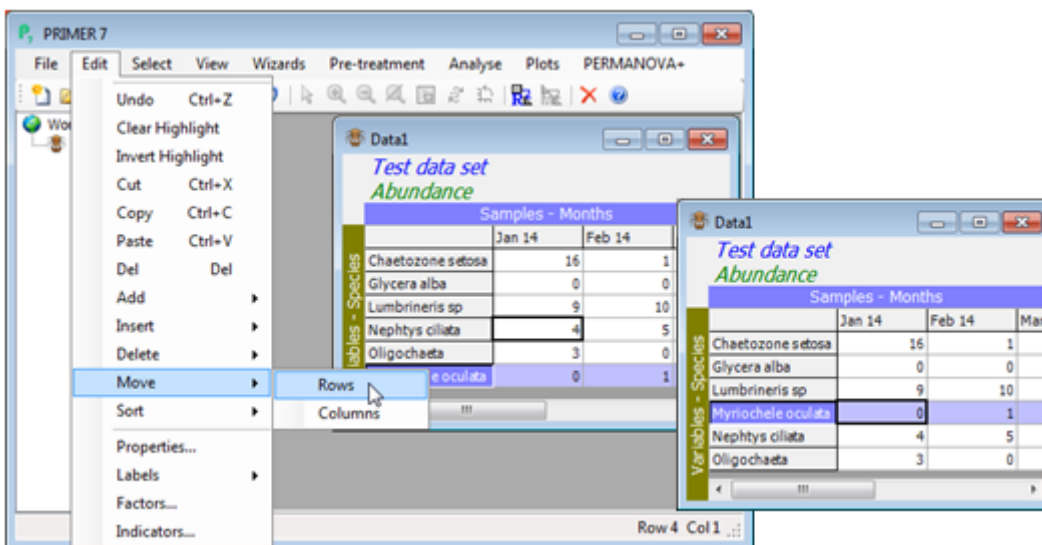 PRIMER 7
File Edit Select View Wizards Pre-treatment Analyse Plots PERMANOVA+
Undo Ctrl+Z
Clear Highlight
Invert Highlight
Cut Ctrl+X
Copy Ctrl+C
Paste Ctrl+V
Del Del
Add
Insert
Delete
Move
Sort
Properties...
Labels
Factors...
Indicators...
Rows
Columns
Data1
Test data set
Abundance
Samples - Months
Jan 14 Feb 14
Chaetozone setosa 16 1
Glycera alba 0 0
Lumbrineris sp 9 10
Nephtys ciliata 4 5
Oligochaeta 3 0
oculata 0 1
Species
Row 4 Col 1
Data1
Test data set
Abundance
Samples - Months
Jan 14 Feb 14 Mar
Chaetozone setosa 16 1
Glycera alba 0 0
Lumbrineris sp 9 10
Myriochele oculata 0 1
Nephtys ciliata 4 5
Oligochaeta 3 0
Variables - Species